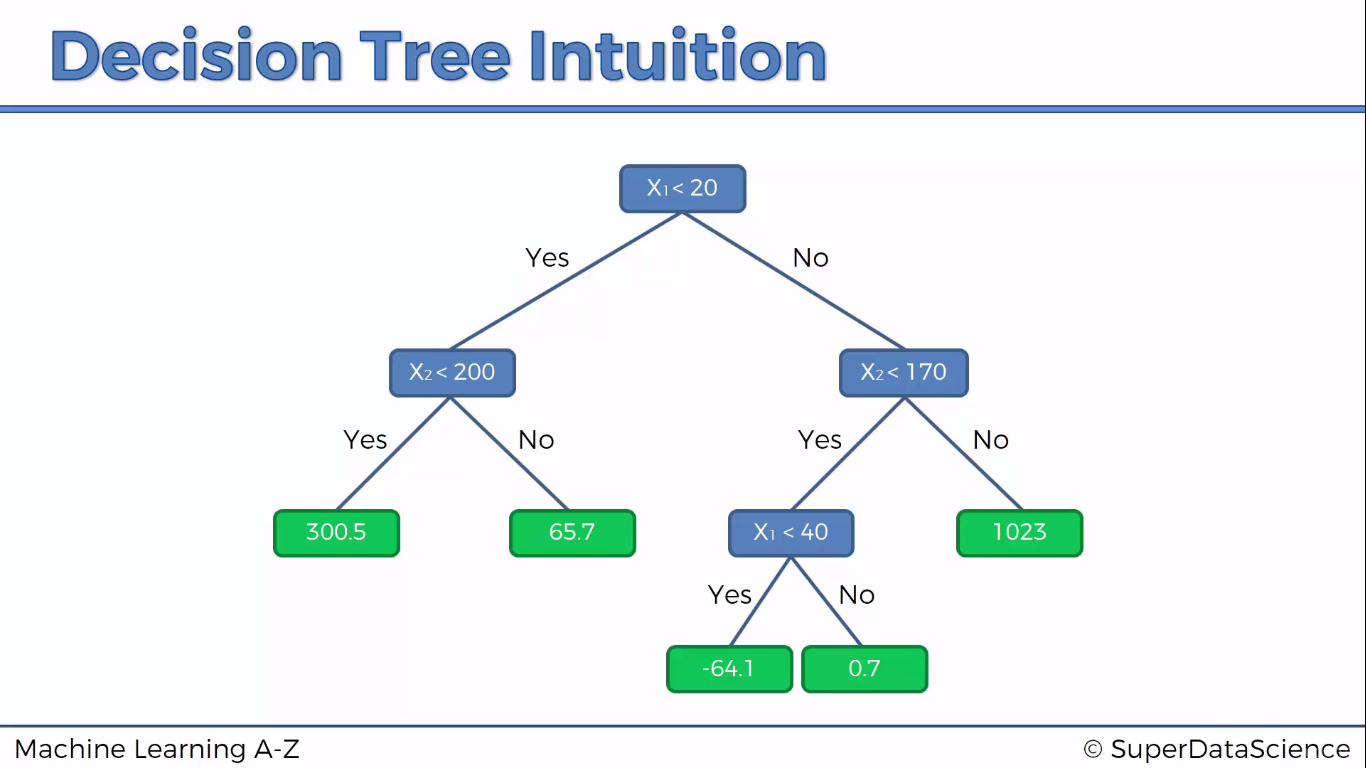 Decision Tree Intuition
X₁ < 20
Yes
No
X₂ < 200
X₂ < 170
Yes
No
Yes
No
300.5
65.7
X₁ < 40
1023
Yes
No
-64.1
0.7
Machine Learning A-Z
© SuperDataScience